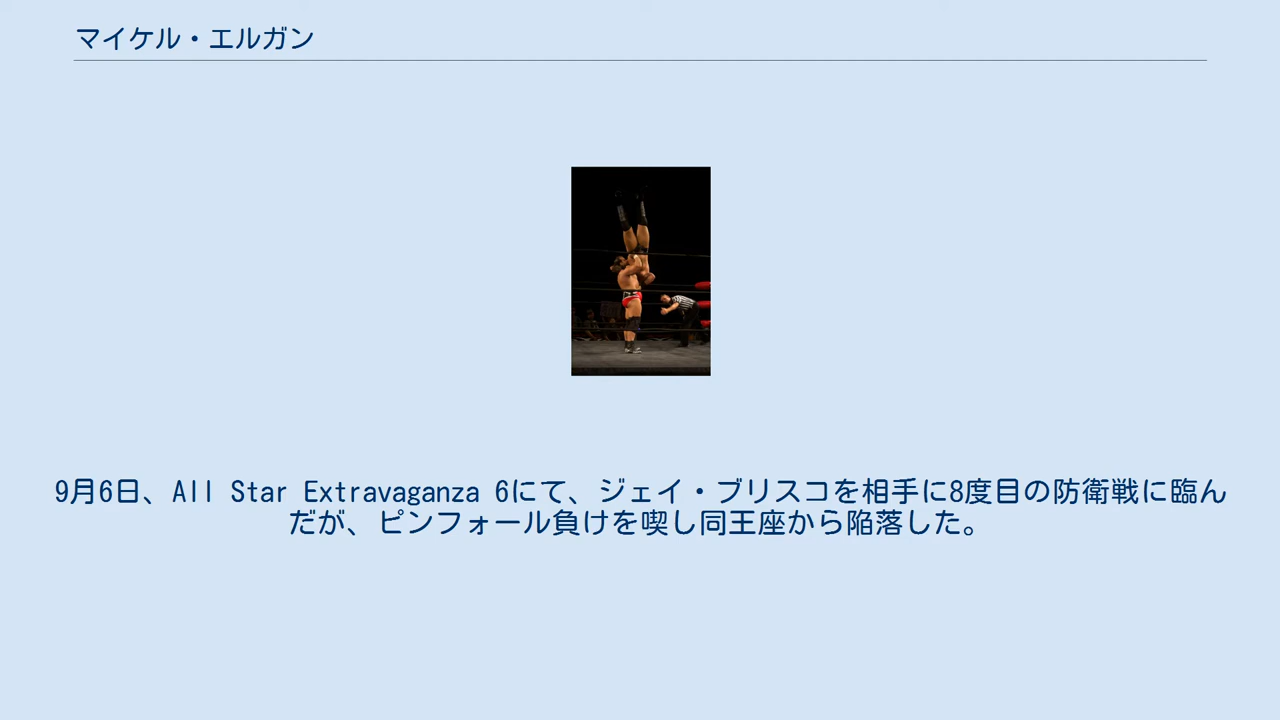 マイケル・エルガン
9月6日、All Star Extravaganza 6にて、ジェイ・ブリスコを相手に8度目の防衛戦に臨ん
だが、ピンフォール負けを喫し同王座から陥落した。